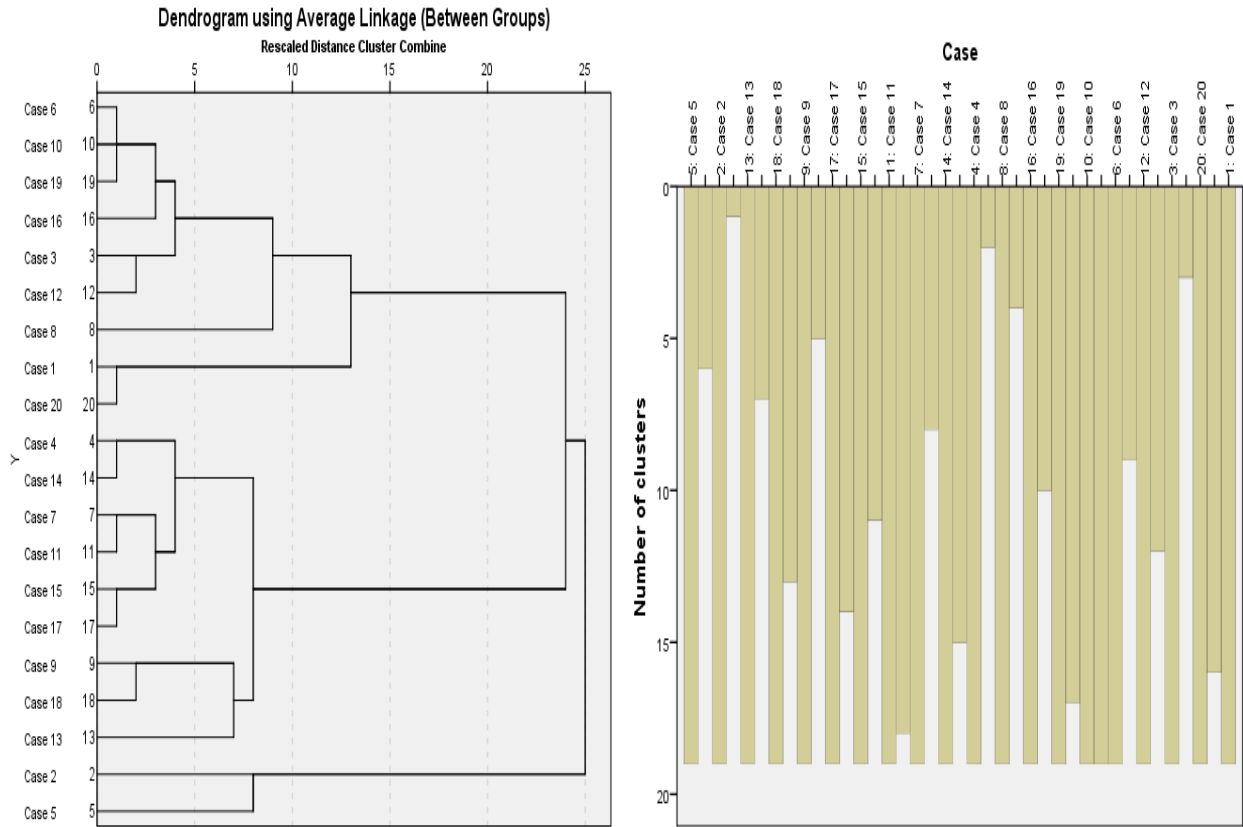 Dendrogram using Average Linkage (Between Groups)
Rescaled Distance Cluster Combine
0 5 10 15 20 25
Case 6 6
Case 10 10
Case 19 19
Case 16 16
Case 3 3
Case 12 12
Case 8 8
Case 1 1
Case 20 20
Case 4 4
Case 14 14
Case 7 7
Case 11 11
Case 15 15
Case 17 17
Case 9 9
Case 18 18
Case 13 13
Case 2 2
Case 5 5
Y
Case
5: Case 5
2: Case 2
13: Case 13
18: Case 18
9: Case 9
17: Case 17
15: Case 15
11: Case 11
7: Case 7
14: Case 14
4: Case 4
8: Case 8
16: Case 16
19: Case 19
10: Case 10
6: Case 6
12: Case 12
3: Case 3
20: Case 20
1: Case 1
Number of clusters
0
5
10
15
20